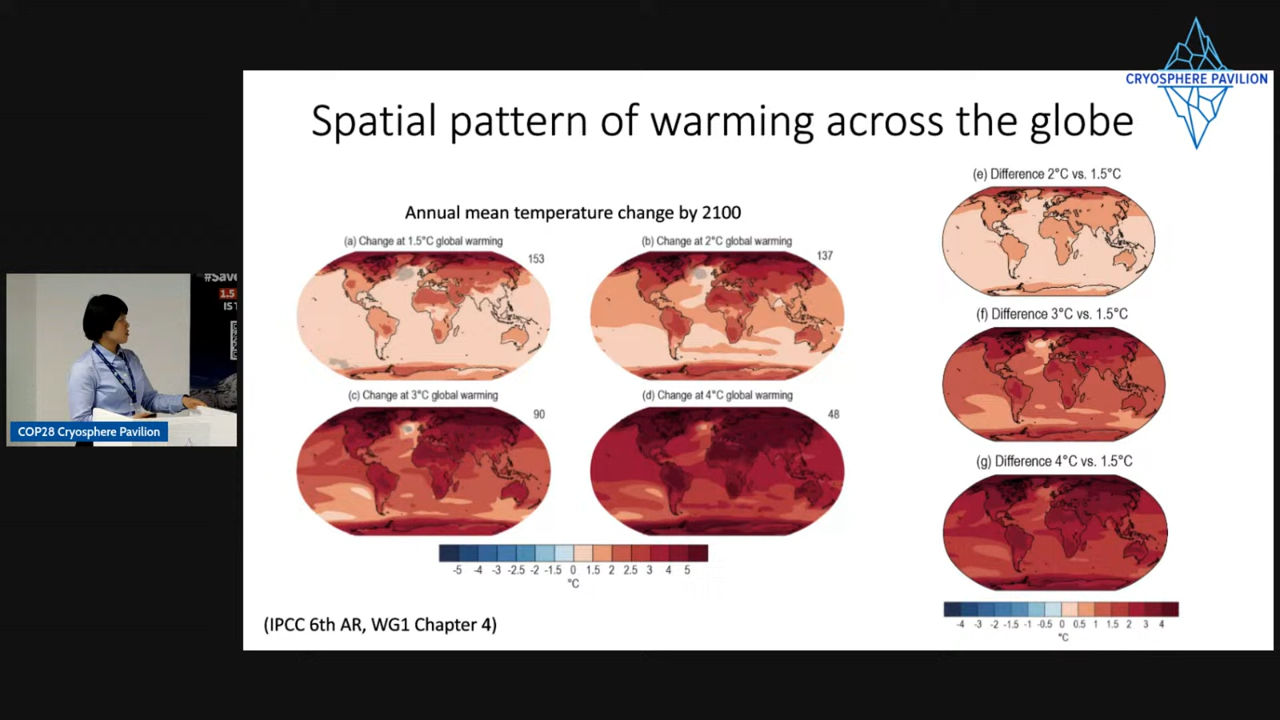 CRYOSPHERE PAVILION
Spatial pattern of warming across the globe
Annual mean temperature change by 2100
(a) Change at 1.5°C global warming
153
(b) Change at 2°C global warming
137
(c) Change at 3°C global warming
90
(d) Change at 4°C global warming
48
-5 -4 -3 -2.5 -2 -1.5 0 1.5 2 2.5 3 4 5
°C
(e) Difference 2°C vs. 1.5°C
(f) Difference 3°C vs. 1.5°C
(g) Difference 4°C vs. 1.5°C
-4 -3 -2 -1.5 -1 -0.5 0 0.5 1 1.5 2 3 4
°C
(IPCC 6th AR, WG1 Chapter 4)
#Save
1.5
COP28 Cryosphere Pavilion